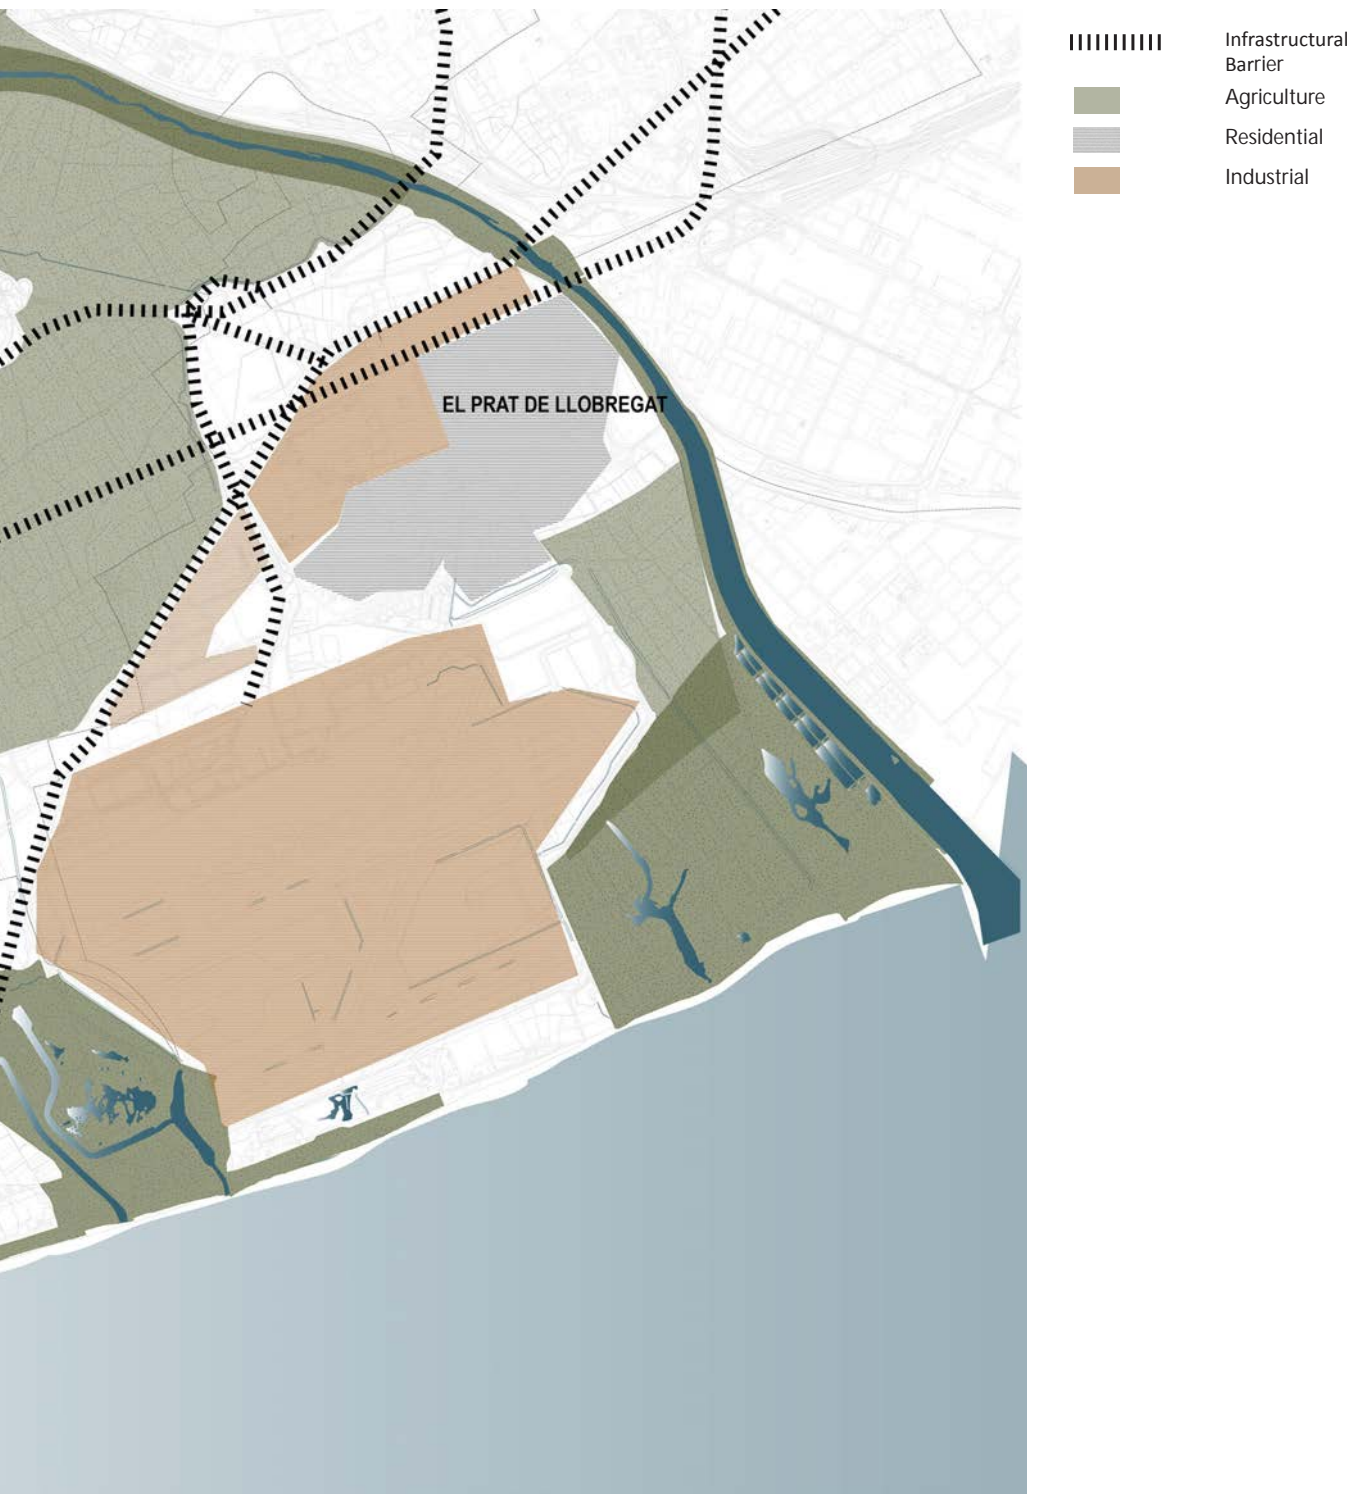 Infrastructural
Barrier
Agriculture
Residential
Industrial
EL PRAT DE LLOBREGAT